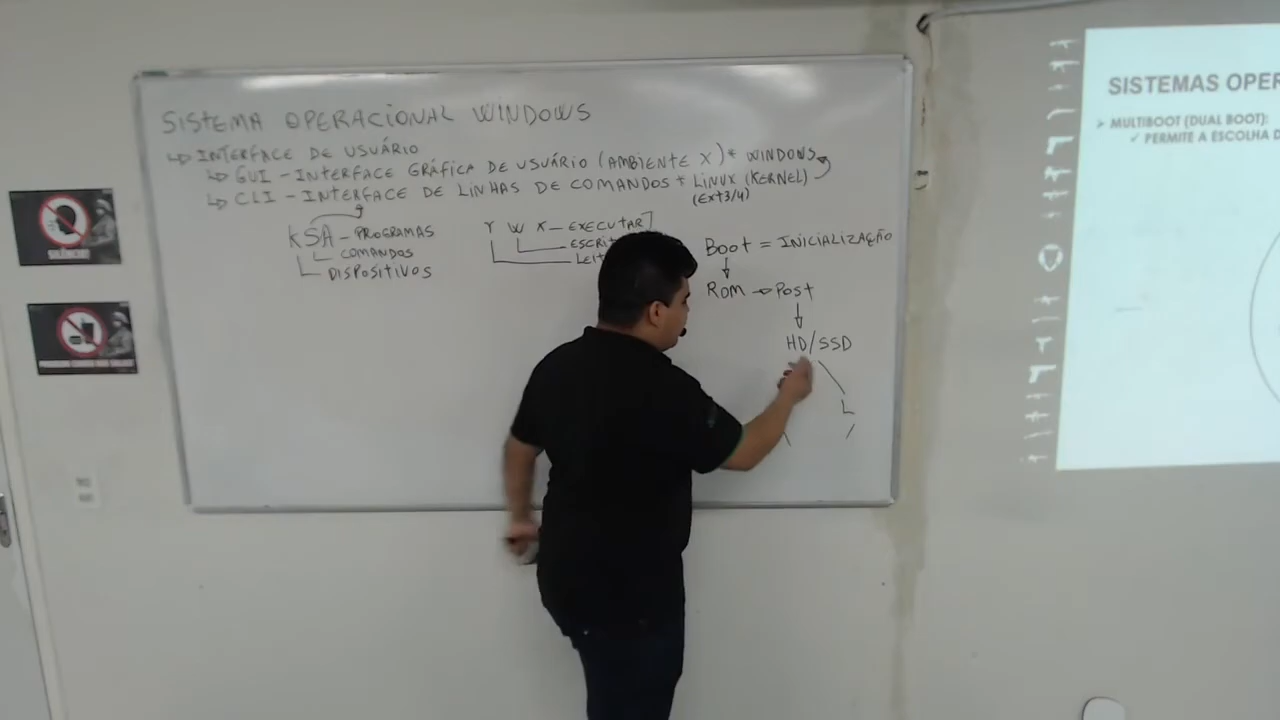 SISTEMA OPERACIONAL WINDOWS
INTERFACE DE USUÁRIO
GUI - INTERFACE GRÁFICA DE USUÁRIO (AMBIENTE X) * WINDOWS
CLI - INTERFACE DE LINHAS DE COMANDOS * LINUX (KERNEL)
(Ext3/4)
KSA - PROGRAMAS
COMANDOS
DISPOSITIVOS
W X - EXECUTAR
Boot = INICIALIZAÇÃO
ROM → Post
HD/SSD
L
SISTEMAS OPER
MULTIBOOT (DUAL BOOT):
✓ PERMITE A ESCOLHA D